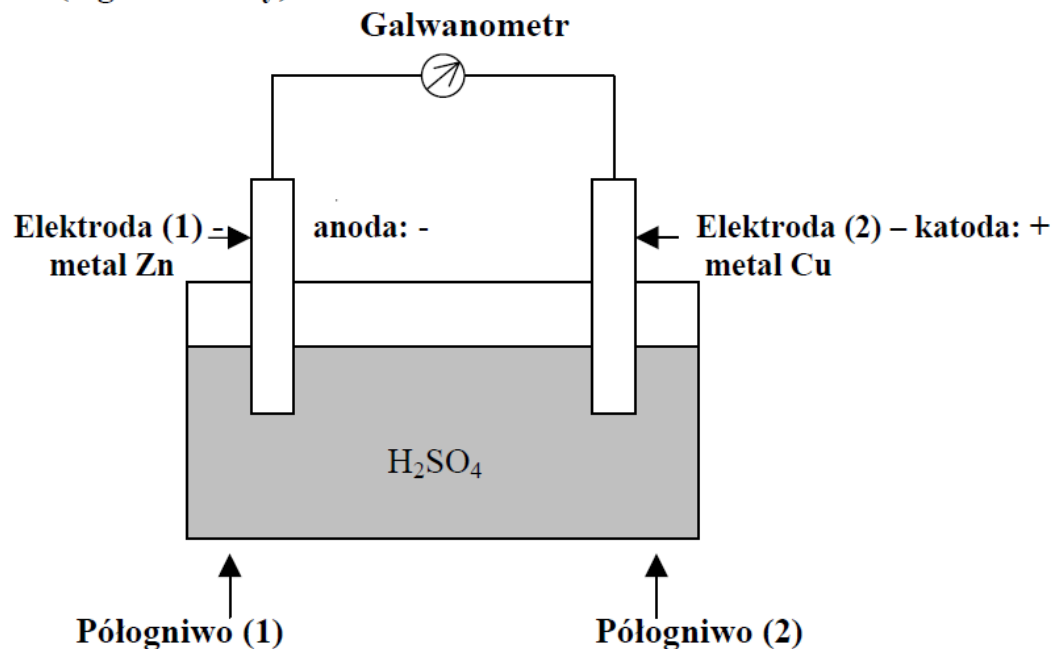 Galwanometr
Elektroda (1) -
metal Zn
anoda: -
Elektroda (2) – katoda: +
metal Cu
H₂SO₄
Półogniwo (1)
Półogniwo (2)